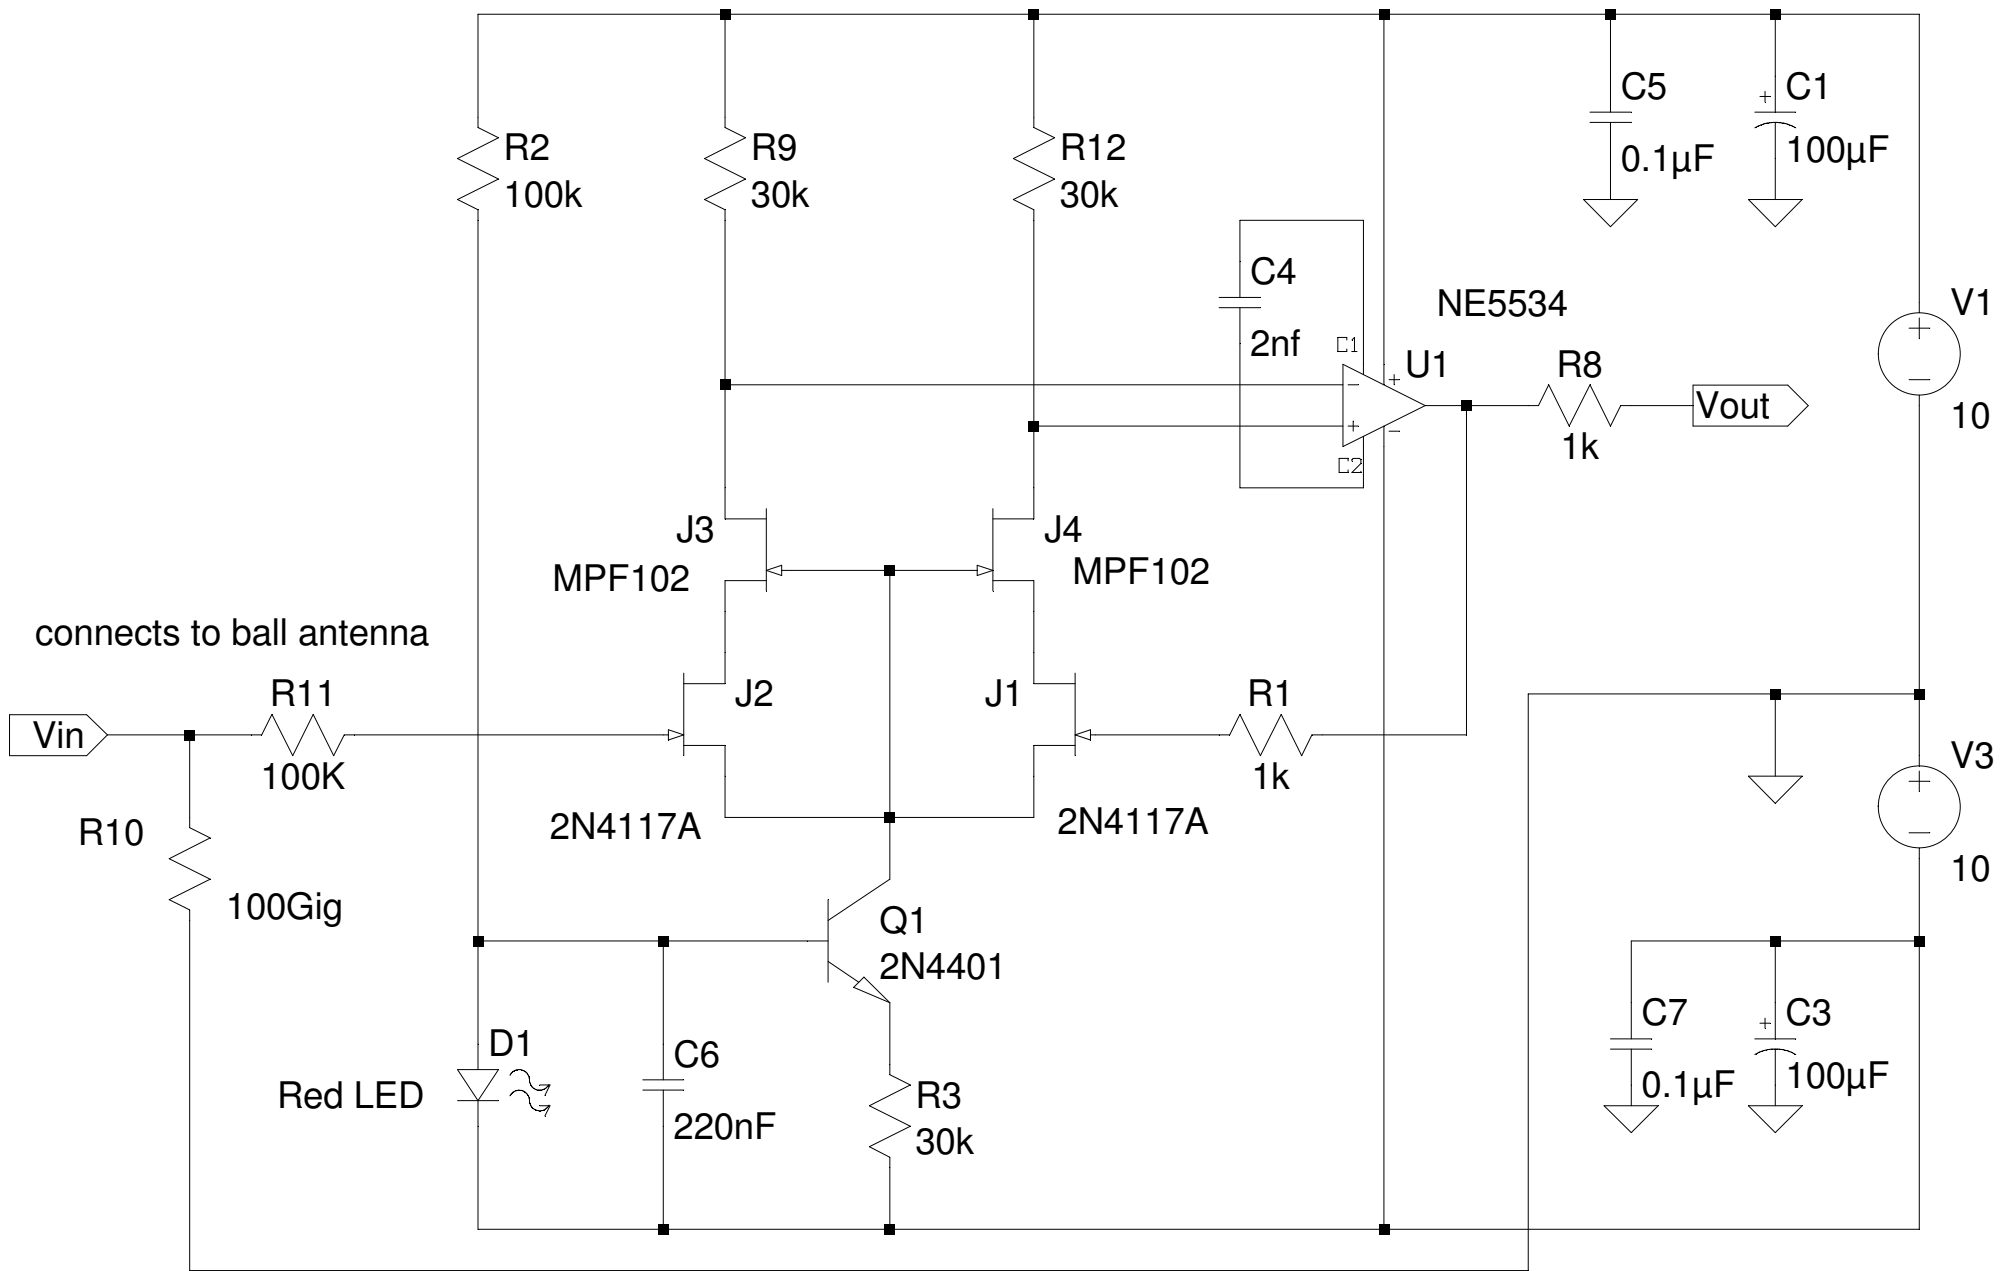 C5
0.1µF
+
C1
100µF
R2
100k
R9
30k
R12
30k
C4
2nf
C1
C2
NE5534
U1
−
+
+
−
R8
1k
Vout
V1
+
−
10
J3
MPF102
J4
MPF102
connects to ball antenna
Vin
R11
100K
J2
2N4117A
J1
2N4117A
R1
1k
R10
100Gig
V3
+
−
10
Q1
2N4401
D1
Red LED
C6
220nF
R3
30k
C7
0.1µF
+
C3
100µF